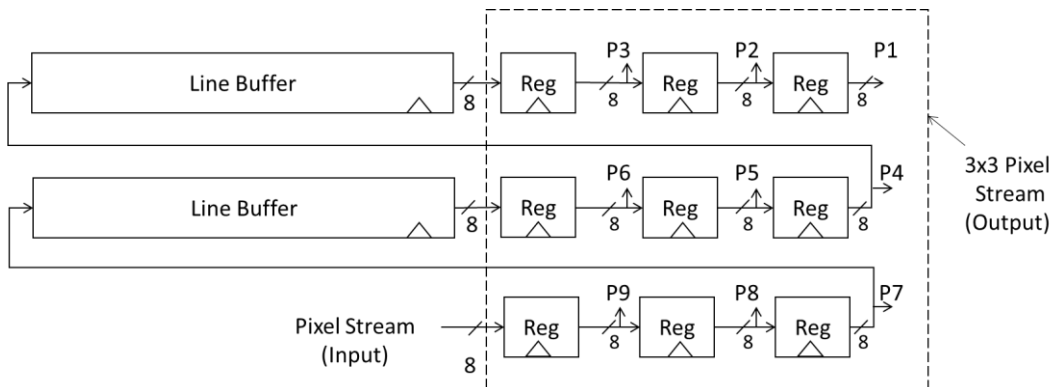 P3
P2
P1
Line Buffer
Reg
Reg
Reg
8
8
8
8
3x3 Pixel
Stream
(Output)
P6
P5
P4
Line Buffer
Reg
Reg
Reg
8
8
8
8
P9
P8
P7
Pixel Stream
(Input)
Reg
Reg
Reg
8
8
8
8